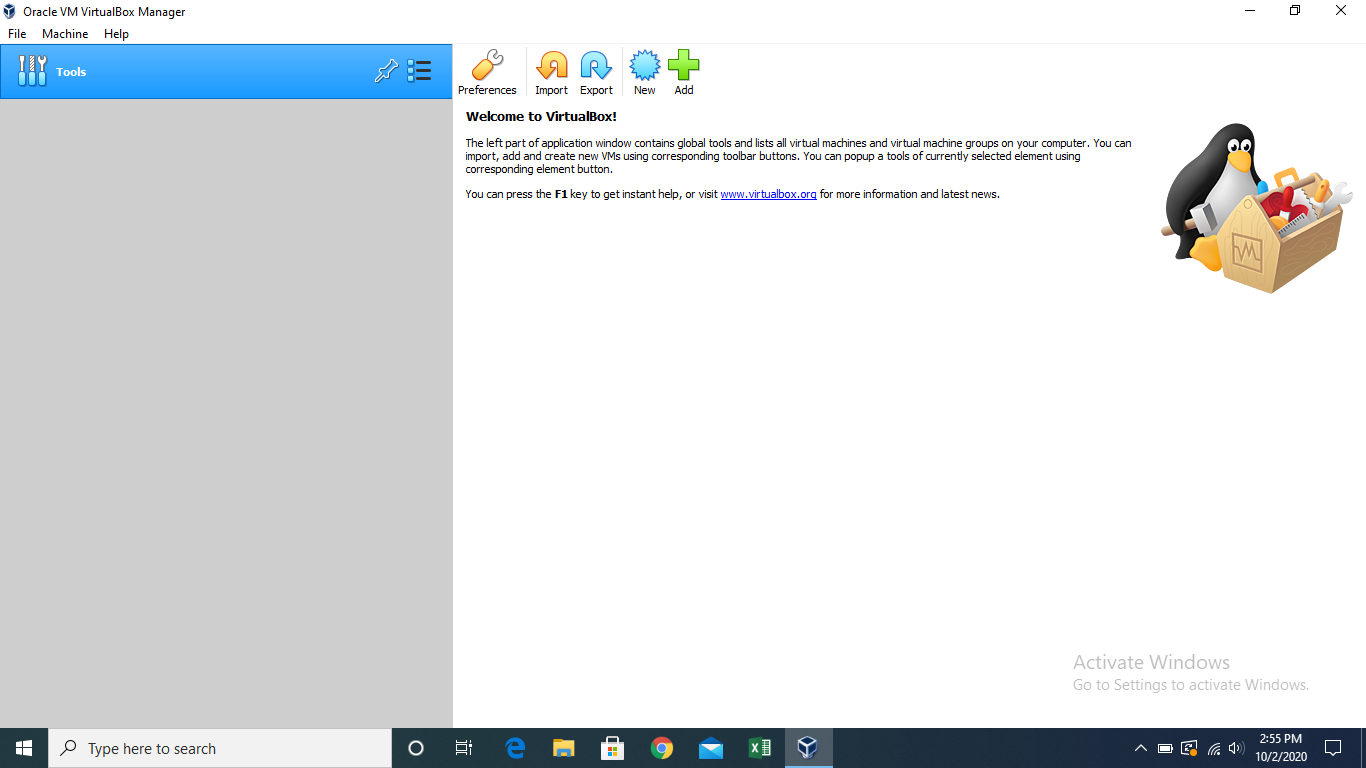 Oracle VM VirtualBox Manager
File Machine Help
Tools
Preferences Import Export New Add
Welcome to VirtualBox!
The left part of application window contains global tools and lists all virtual machines and virtual machine groups on your computer. You can
import, add and create new VMs using corresponding toolbar buttons. You can popup a tools of currently selected element using
corresponding element button.
You can press the F1 key to get instant help, or visit www.virtualbox.org for more information and latest news.
Activate Windows
Go to Settings to activate Windows.
Type here to search
2:55 PM
10/2/2020